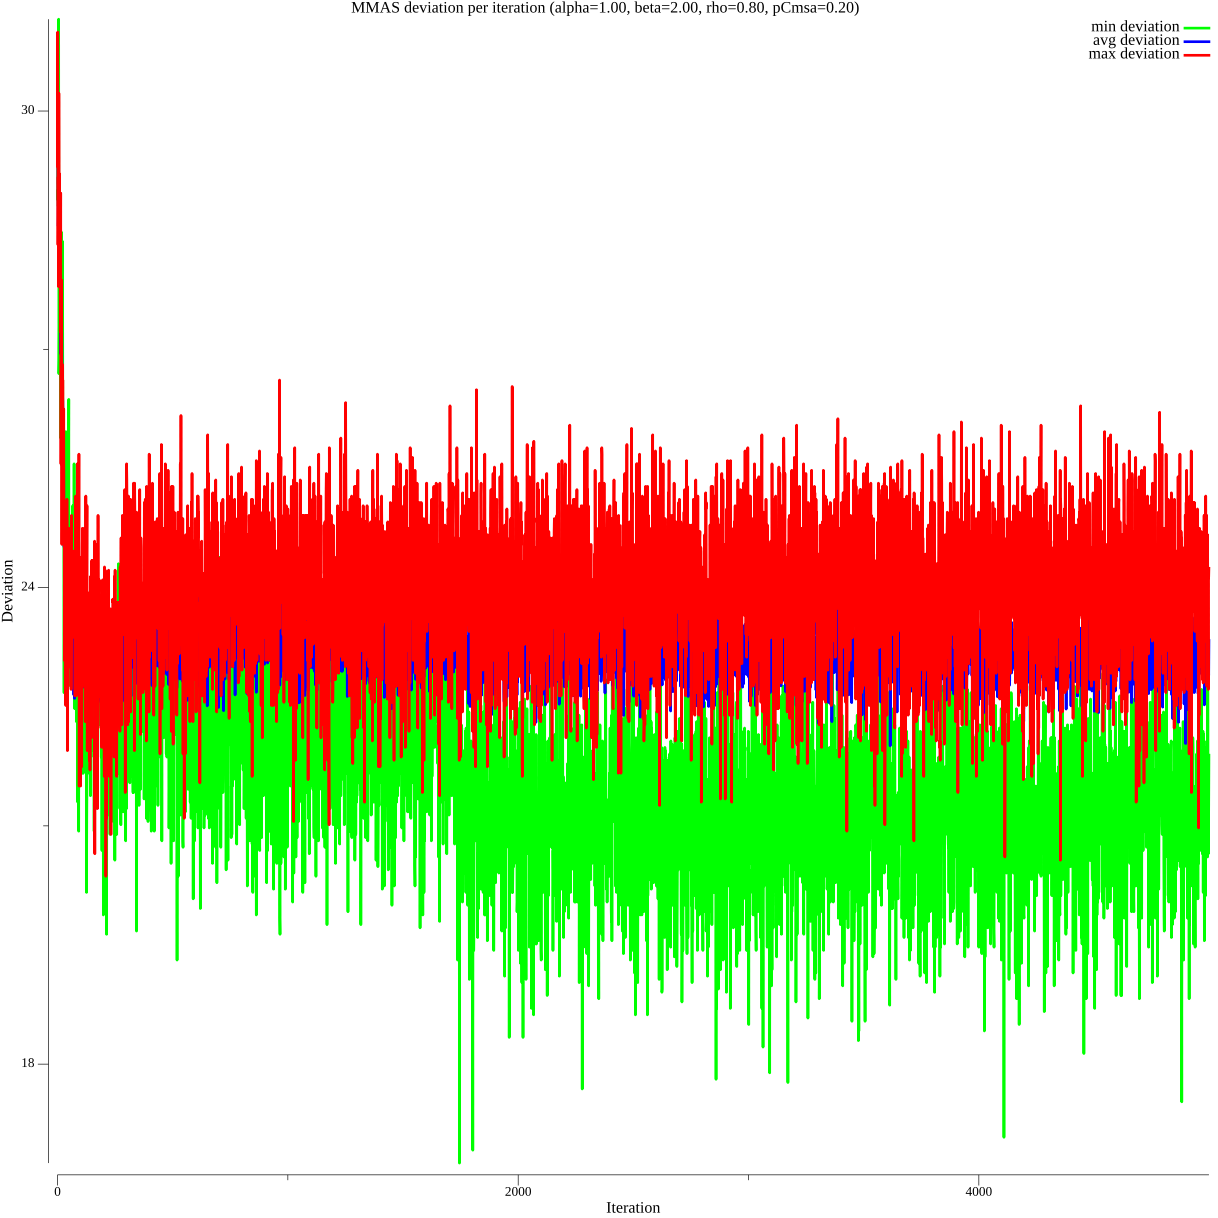 MMAS deviation per iteration (alpha=1.00, beta=2.00, rho=0.80, pCmsa=0.20)
min deviation
avg deviation
max deviation
30
24
18
Deviation
0
2000
4000
Iteration